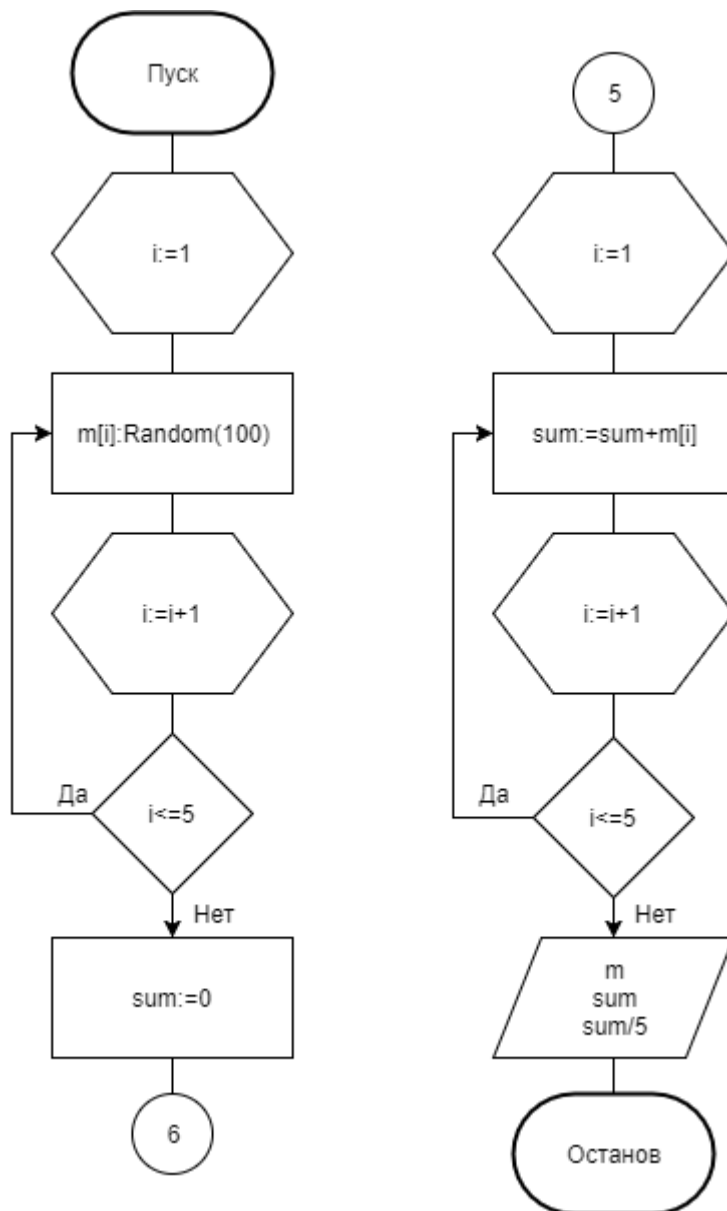 Пуск
i:=1
m[i]:Random(100)
i:=i+1
Да
i<=5
Нет
sum:=0
6
5
i:=1
sum:=sum+m[i]
i:=i+1
Да
i<=5
Нет
m
sum
sum/5
Останов